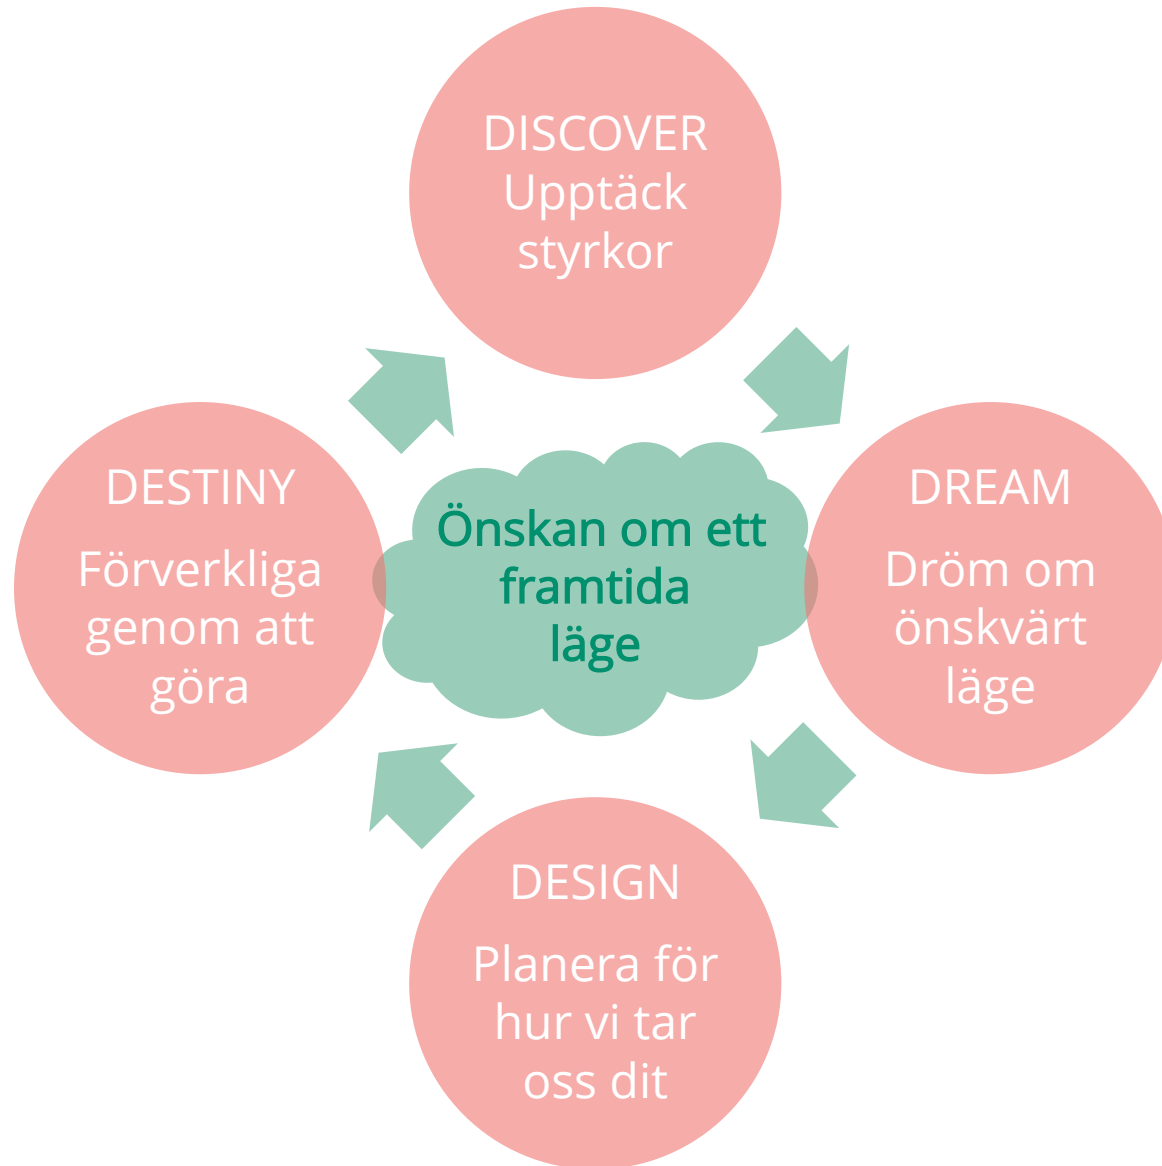 DISCOVER
Upptäck
styrkor
DREAM
Dröm om
önskvärt
läge
DESIGN
Planera för
hur vi tar
oss dit
DESTINY
Förverkliga
genom att
göra
Önskan om ett
framtida
läge